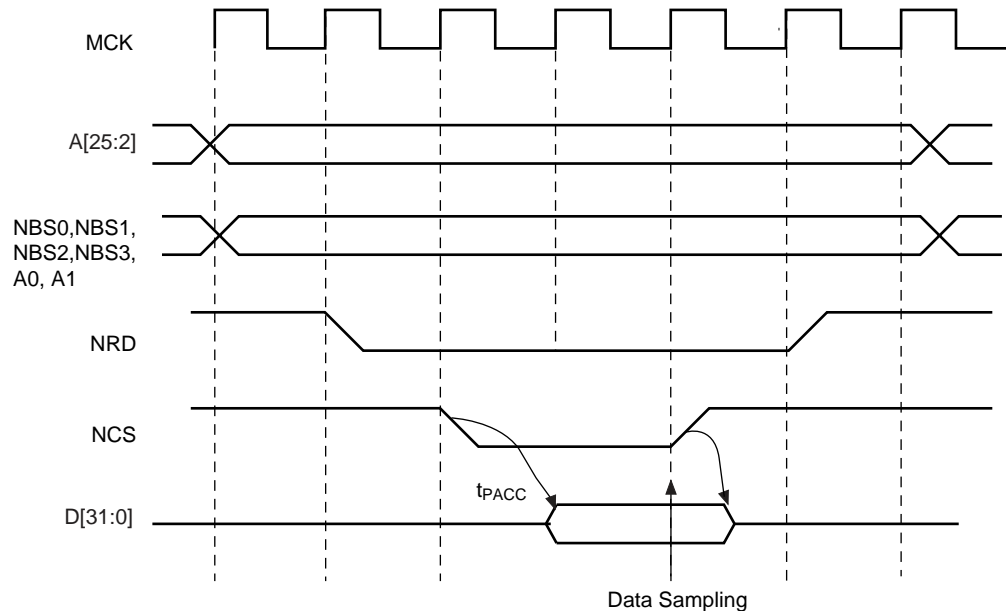 MCK
A[25:2]
NBS0,NBS1,
NBS2,NBS3,
A0, A1
NRD
NCS
tPACC
D[31:0]
Data Sampling